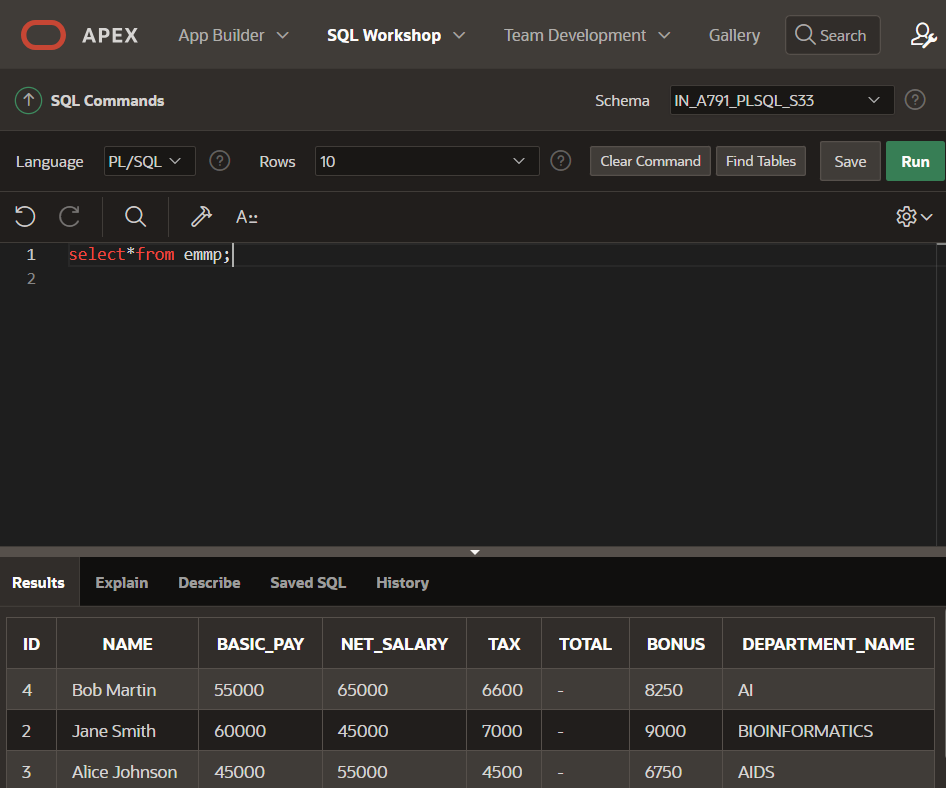 APEX App Builder SQL Workshop Team Development Gallery Search
SQL Commands Schema IN_A791_PLSQL_S33 ?
Language PL/SQL ? Rows 10 ? Clear Command Find Tables Save Run
A::
1 select*from emmp;
2
Results Explain Describe Saved SQL History
ID NAME BASIC_PAY NET_SALARY TAX TOTAL BONUS DEPARTMENT_NAME
4 Bob Martin 55000 65000 6600 - 8250 AI
2 Jane Smith 60000 45000 7000 - 9000 BIOINFORMATICS
3 Alice Johnson 45000 55000 4500 - 6750 AIDS